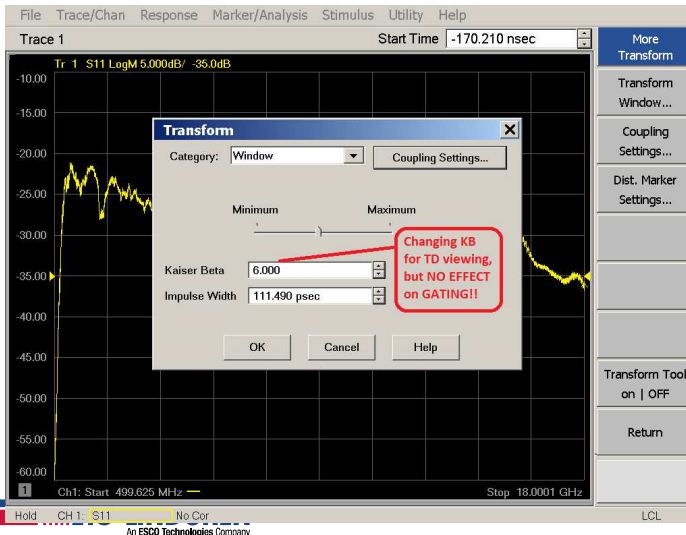 File Trace/Chan Response Marker/Analysis Stimulus Utility Help
Trace 1
Start Time -170.210 nsec
More Transform
Tr 1 S11 LogM 5.000dB/ -35.0dB
-10.00
-15.00
-20.00
-25.00
-30.00
-35.00
-40.00
-45.00
-50.00
-55.00
-60.00
Transform
Category: Window
Coupling Settings...
Minimum Maximum
Kaiser Beta 6.000
Impulse Width 111.490 psec
Changing KB
for TD viewing,
but NO EFFECT
on GATING!!
OK Cancel Help
Transform
Window...
Coupling
Settings...
Dist. Marker
Settings...
Transform Tool
on | OFF
Return
1 Ch1: Start 499.625 MHz
Stop 18.0001 GHz
Hold CH 1: S11 No Cor LCL
An ESCO Technologies Company